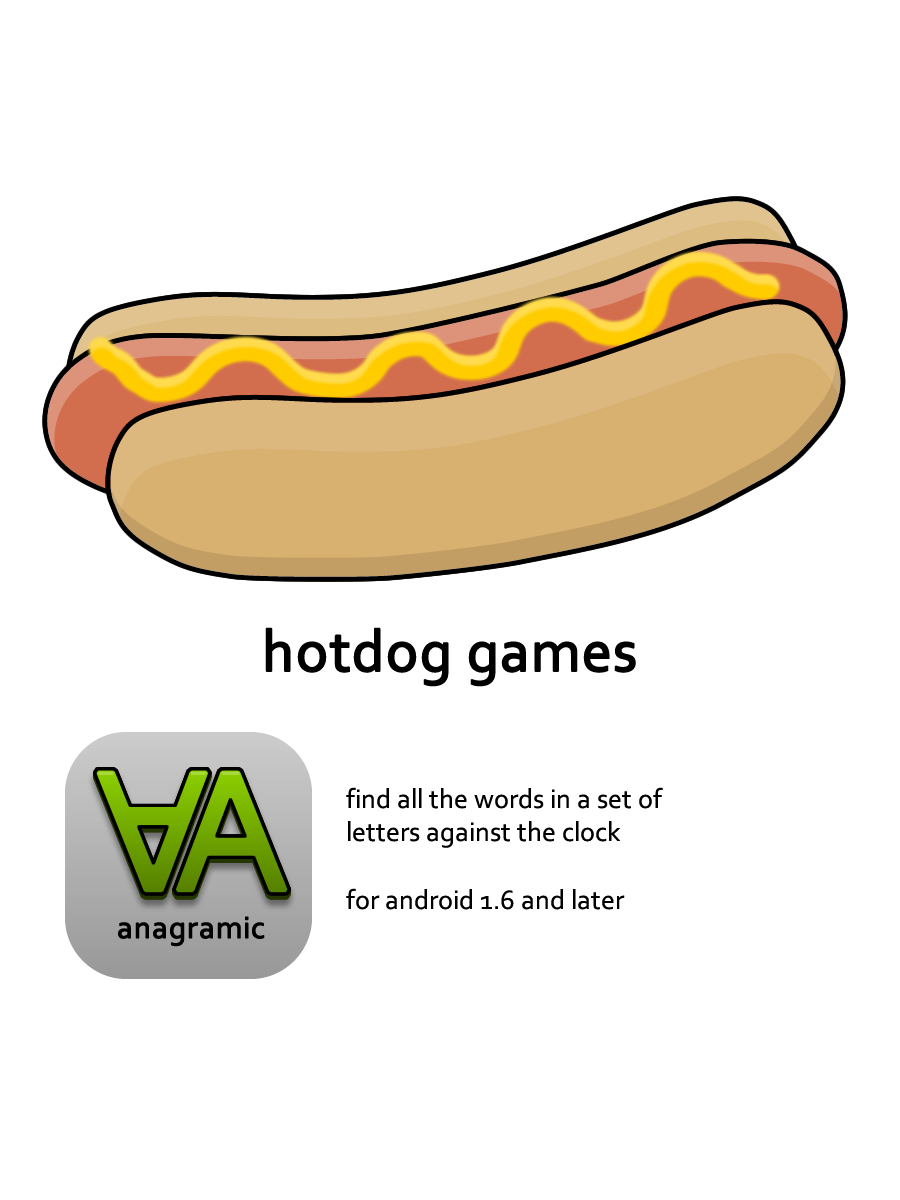 hotdog games
anagramic
find all the words in a set of
letters against the clock
for android 1.6 and later